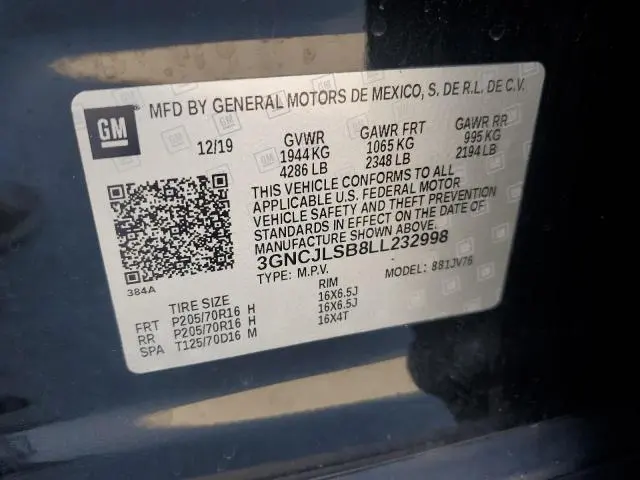 GM
MFD BY GENERAL MOTORS DE MEXICO, S. DE R.L. DE C.V.
12/19 GVWR GAWR FRT GAWR RR
1944 KG 1065 KG 995 KG
4286 LB 2348 LB 2194 LB
THIS VEHICLE CONFORMS TO ALL
APPLICABLE U.S. FEDERAL MOTOR
VEHICLE SAFETY AND THEFT PREVENTION
STANDARDS IN EFFECT ON THE DATE OF
3GNCJLSB8LL232998
TYPE: M.P.V. MODEL: 881JV76
384A
TIRE SIZE RIM
FRT P205/70R16 H 16X6.5J
RR P205/70R16 H 16X6.5J
SPA T125/70D16 M 16X4T